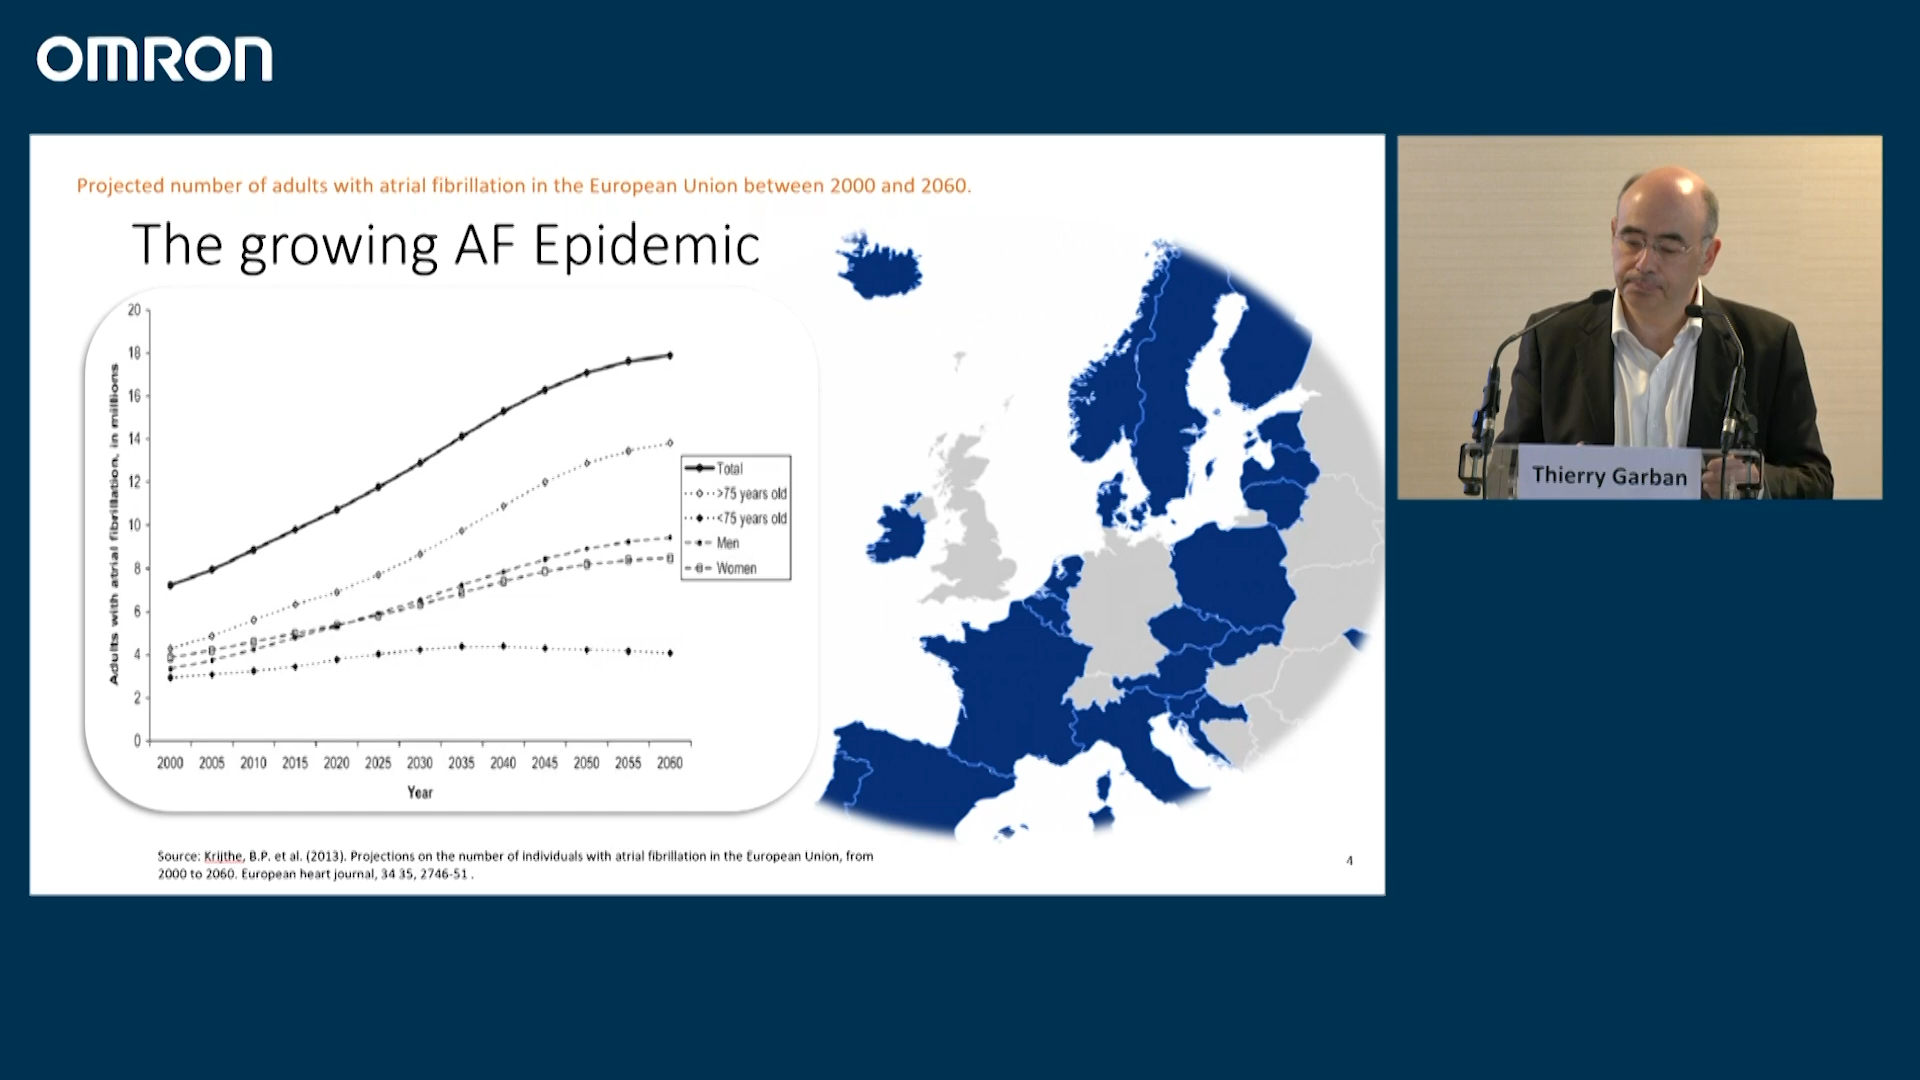 OMRON
Projected number of adults with atrial fibrillation in the European Union between 2000 and 2060.
The growing AF Epidemic
Adults with atrial fibrillation, in millions
20
18
16
14
12
10
8
6
4
2
0
2000 2005 2010 2015 2020 2025 2030 2035 2040 2045 2050 2055 2060
Year
Total
>75 years old
<75 years old
Men
Women
Source: Krijthe, B.P. et al. (2013). Projections on the number of individuals with atrial fibrillation in the European Union, from
2000 to 2060. European heart journal, 34 35, 2746-51 .
4
Thierry Garban